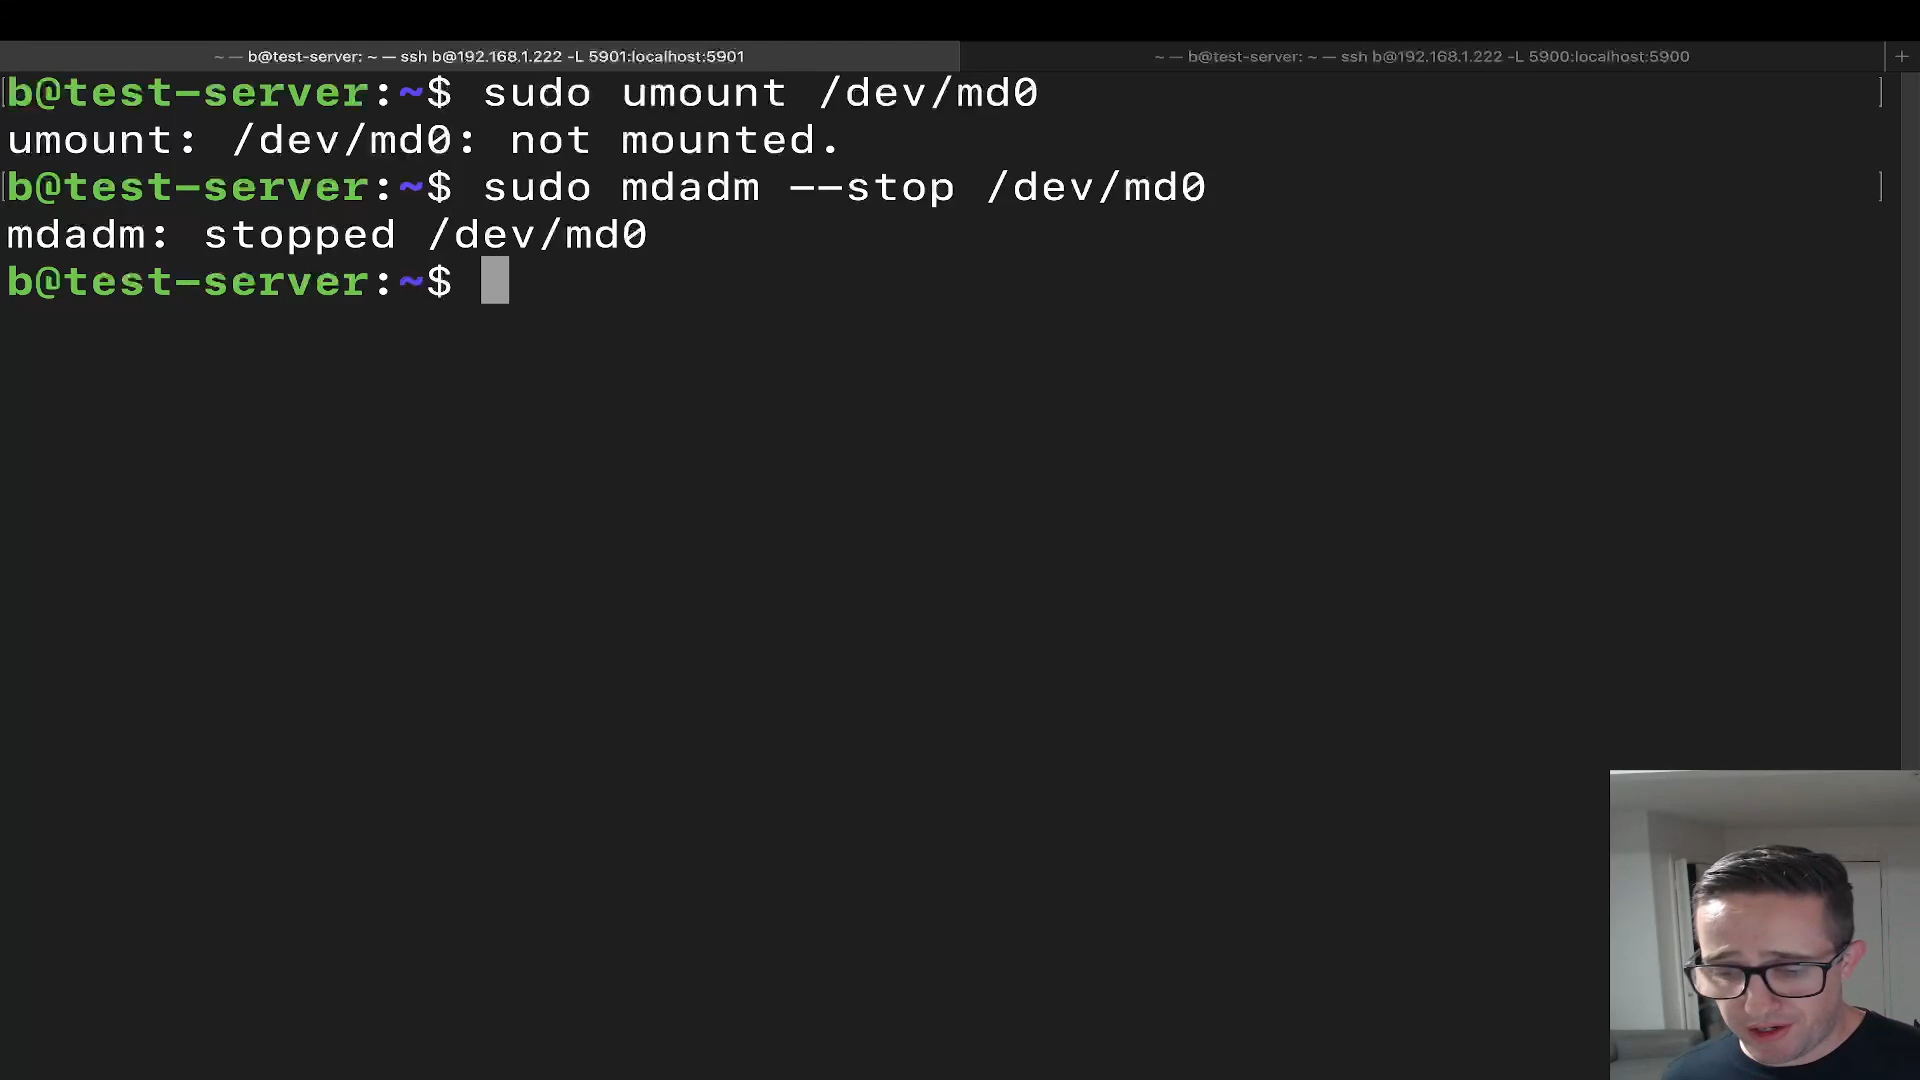 ~ — b@test-server: ~ — ssh b@192.168.1.222 -L 5901:localhost:5901
~ — b@test-server: ~ — ssh b@192.168.1.222 -L 5900:localhost:5900
+
[b@test-server:~$ sudo umount /dev/md0 ]
umount: /dev/md0: not mounted.
[b@test-server:~$ sudo mdadm --stop /dev/md0 ]
mdadm: stopped /dev/md0
b@test-server:~$